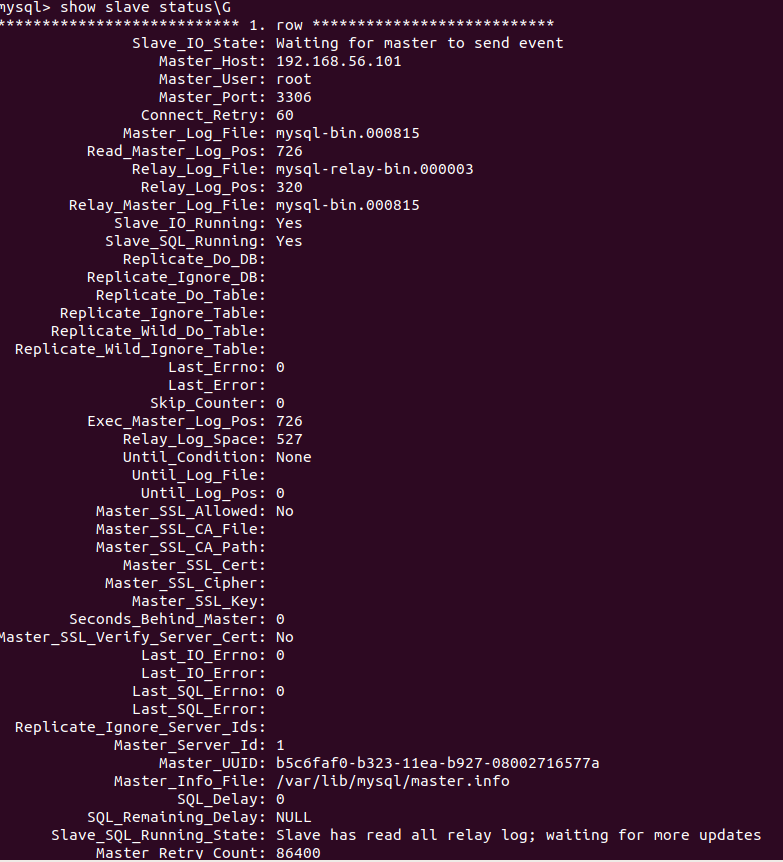 mysql> show slave status\G
*************************** 1. row ***************************
Slave_IO_State: Waiting for master to send event
Master_Host: 192.168.56.101
Master_User: root
Master_Port: 3306
Connect_Retry: 60
Master_Log_File: mysql-bin.000815
Read_Master_Log_Pos: 726
Relay_Log_File: mysql-relay-bin.000003
Relay_Log_Pos: 320
Relay_Master_Log_File: mysql-bin.000815
Slave_IO_Running: Yes
Slave_SQL_Running: Yes
Replicate_Do_DB:
Replicate_Ignore_DB:
Replicate_Do_Table:
Replicate_Ignore_Table:
Replicate_Wild_Do_Table:
Replicate_Wild_Ignore_Table:
Last_Errno: 0
Last_Error:
Skip_Counter: 0
Exec_Master_Log_Pos: 726
Relay_Log_Space: 527
Until_Condition: None
Until_Log_File:
Until_Log_Pos: 0
Master_SSL_Allowed: No
Master_SSL_CA_File:
Master_SSL_CA_Path:
Master_SSL_Cert:
Master_SSL_Cipher:
Master_SSL_Key:
Seconds_Behind_Master: 0
Master_SSL_Verify_Server_Cert: No
Last_IO_Errno: 0
Last_IO_Error:
Last_SQL_Errno: 0
Last_SQL_Error:
Replicate_Ignore_Server_Ids:
Master_Server_Id: 1
Master_UUID: b5c6faf0-b323-11ea-b927-08002716577a
Master_Info_File: /var/lib/mysql/master.info
SQL_Delay: 0
SQL_Remaining_Delay: NULL
Slave_SQL_Running_State: Slave has read all relay log; waiting for more updates
Master_Retry_Count: 86400